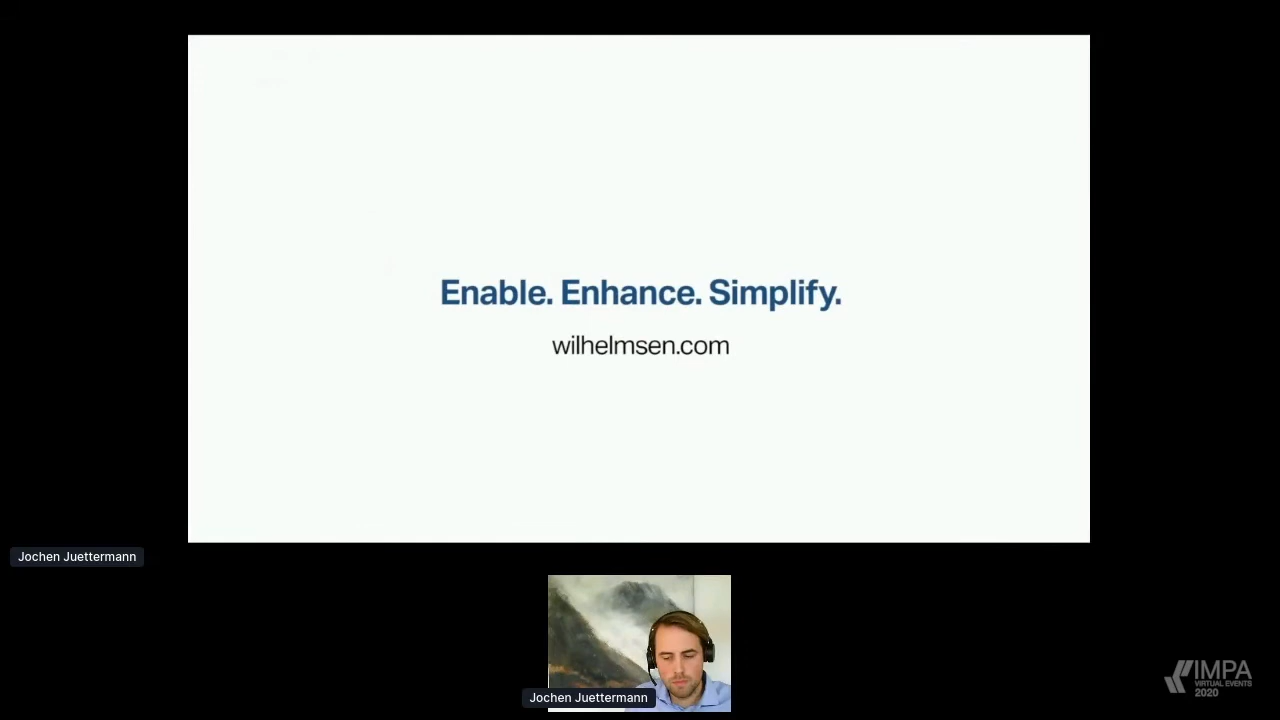 Enable. Enhance. Simplify.
wilhelmsen.com
Jochen Juettermann
Jochen Juettermann
IMPA
VIRTUAL EVENTS
2020